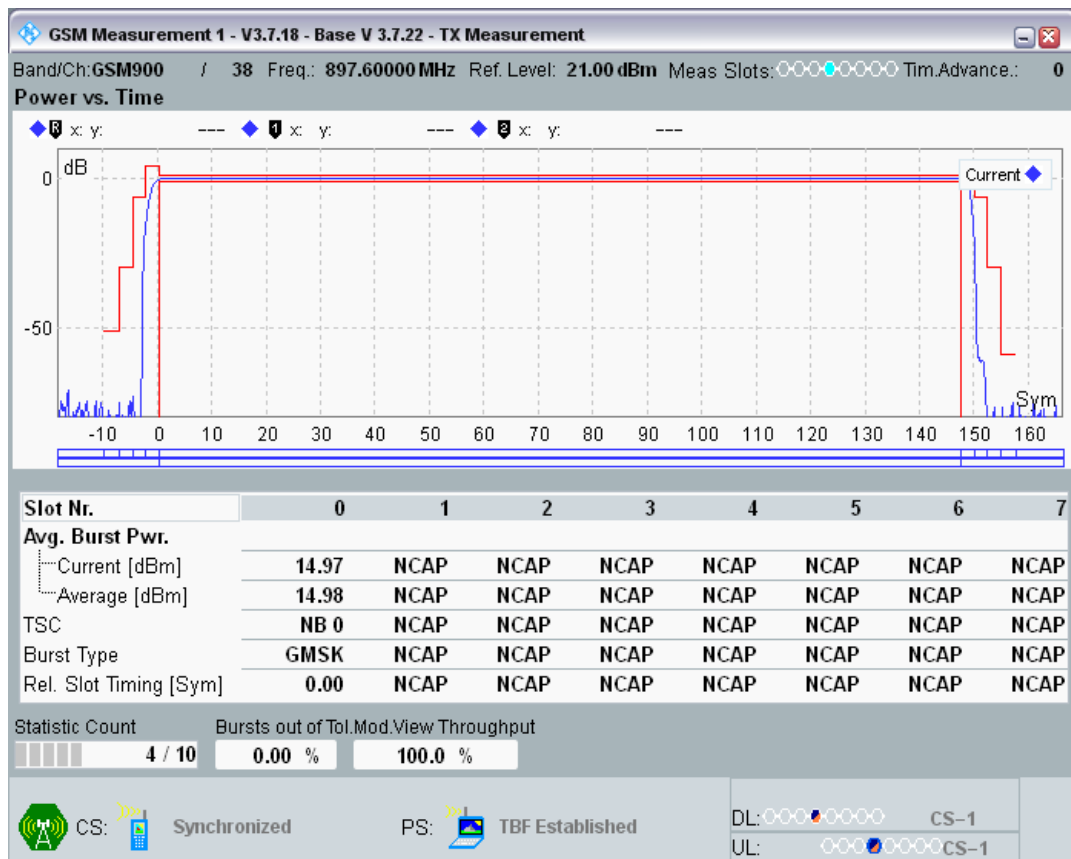 GSM Measurement 1 - V3.7.18 - Base V 3.7.22 - TX Measurement
Band/Ch:GSM900 / 38 Freq.: 897.60000 MHz Ref. Level: 21.00 dBm Meas Slots: Tim.Advance.: 0
Power vs. Time
R x: y: --- 1 x: y: --- 2 x: y: ---
dB
Current
0
-50
Sym
-10 0 10 20 30 40 50 60 70 80 90 100 110 120 130 140 150 160
Slot Nr. 0 1 2 3 4 5 6 7
Avg. Burst Pwr.
Current [dBm] 14.97 NCAP NCAP NCAP NCAP NCAP NCAP NCAP
Average [dBm] 14.98 NCAP NCAP NCAP NCAP NCAP NCAP NCAP
TSC NB 0 NCAP NCAP NCAP NCAP NCAP NCAP NCAP
Burst Type GMSK NCAP NCAP NCAP NCAP NCAP NCAP NCAP
Rel. Slot Timing [Sym] 0.00 NCAP NCAP NCAP NCAP NCAP NCAP NCAP
Statistic Count Bursts out of Tol.Mod.View Throughput
4 / 10 0.00 % 100.0 %
CS: Synchronized PS: TBF Established
DL: CS-1
UL: CS-1